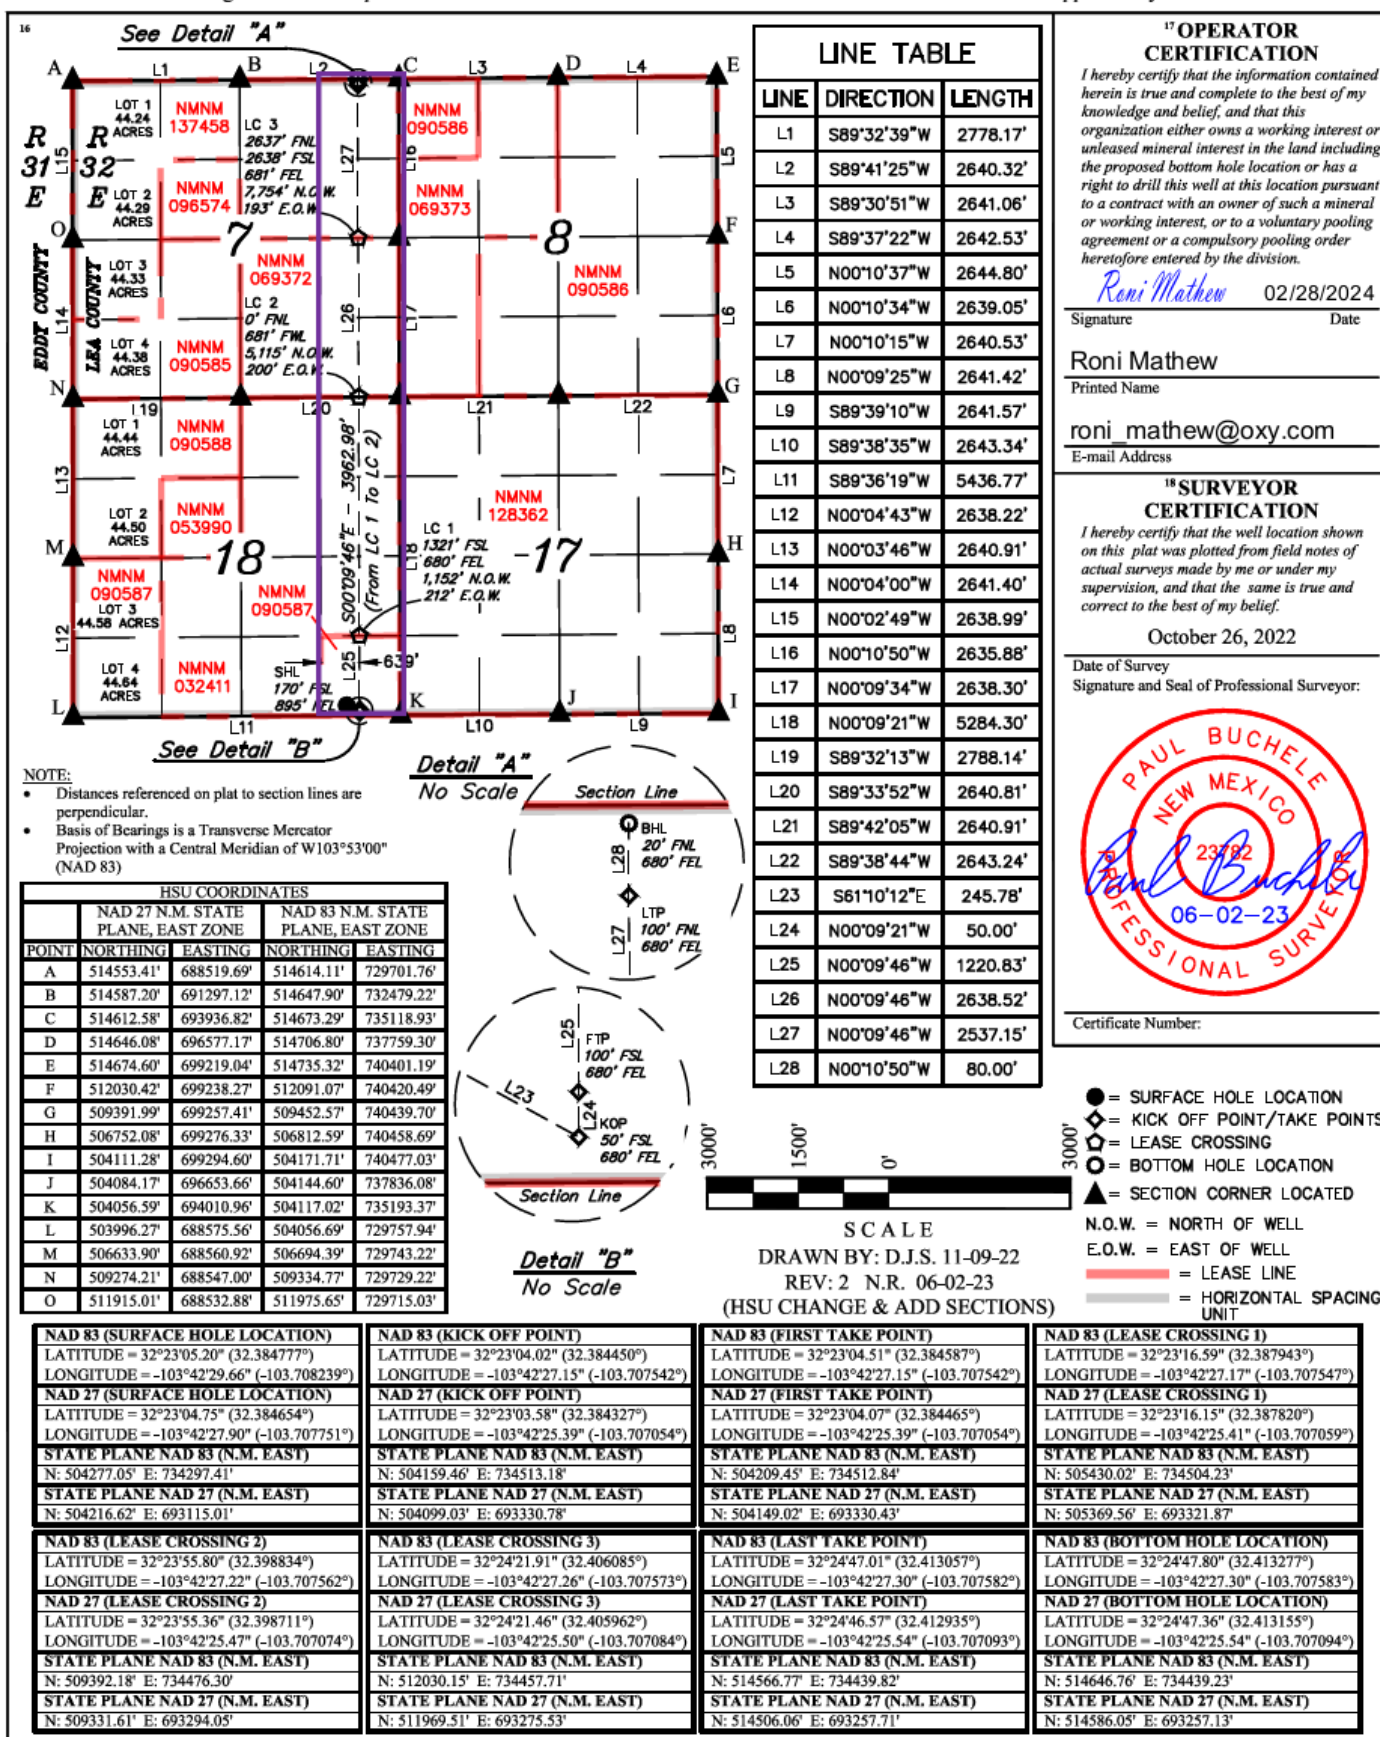 16
See Detail "A"
A L1 B L2 C L3 D L4 E
LOT 1
44.24
ACRES
NMNM
137458
LC 3
2637' FNL
2638' FSL
681' FEL
7,754' N.O.W.
193' E.O.W.
L27
L16
NMNM
090586
R R
31 32
E E
L15
L5
LOT 2
44.29
ACRES
NMNM
096574
NMNM
069373
O 7 8 F
EDDY COUNTY
LEA COUNTY
LOT 3
44.33
ACRES
NMNM
069372
NMNM
090586
LC 2
0' FNL
681' FWL
5,115' N.O.W.
200' E.O.W.
L14
L26
L17
L6
LOT 4
44.38
ACRES
NMNM
090585
N L19 L20 L21 L22 G
LOT 1
44.44
ACRES
NMNM
090588
S00°09'46"E - 3962.98'
(From LC 1 To LC 2)
L13
L7
LOT 2
44.50
ACRES
NMNM
053990
NMNM
128362
LC 1
1321' FSL
680' FEL
1,152' N.O.W.
212' E.O.W.
M 18 L18 17 H
NMNM
090587
LOT 3
44.58 ACRES
NMNM
090587
L12
L8
LOT 4
44.64
ACRES
NMNM
032411
SHL
170' FSL
895' FEL
L25
639'
L L11 K L10 J L9 I
See Detail "B"
NOTE:
• Distances referenced on plat to section lines are
perpendicular.
• Basis of Bearings is a Transverse Mercator
Projection with a Central Meridian of W103°53'00"
(NAD 83)
Detail "A"
No Scale
Section Line
BHL
20' FNL
680' FEL
L28
LTP
100' FNL
680' FEL
L27
L25
FTP
100' FSL
680' FEL
L23
L24
KOP
50' FSL
680' FEL
Section Line
Detail "B"
No Scale
HSU COORDINATES
NAD 27 N.M. STATE
PLANE, EAST ZONE
NAD 83 N.M. STATE
PLANE, EAST ZONE
POINT NORTHING EASTING NORTHING EASTING
A 514553.41' 688519.69' 514614.11' 729701.76'
B 514587.20' 691297.12' 514647.90' 732479.22'
C 514612.58' 693936.82' 514673.29' 735118.93'
D 514646.08' 696577.17' 514706.80' 737759.30'
E 514674.60' 699219.04' 514735.32' 740401.19'
F 512030.42' 699238.27' 512091.07' 740420.49'
G 509391.99' 699257.41' 509452.57' 740439.70'
H 506752.08' 699276.33' 506812.59' 740458.69'
I 504111.28' 699294.60' 504171.71' 740477.03'
J 504084.17' 696653.66' 504144.60' 737836.08'
K 504056.59' 694010.96' 504117.02' 735193.37'
L 503996.27' 688575.56' 504056.69' 729757.94'
M 506633.90' 688560.92' 506694.39' 729743.22'
N 509274.21' 688547.00' 509334.77' 729729.22'
O 511915.01' 688532.88' 511975.65' 729715.03'
LINE TABLE
LINE DIRECTION LENGTH
L1 S89°32'39"W 2778.17'
L2 S89°41'25"W 2640.32'
L3 S89°30'51"W 2641.06'
L4 S89°37'22"W 2642.53'
L5 N00°10'37"W 2644.80'
L6 N00°10'34"W 2639.05'
L7 N00°10'15"W 2640.53'
L8 N00°09'25"W 2641.42'
L9 S89°39'10"W 2641.57'
L10 S89°38'35"W 2643.34'
L11 S89°36'19"W 5436.77'
L12 N00°04'43"W 2638.22'
L13 N00°03'46"W 2640.91'
L14 N00°04'00"W 2641.40'
L15 N00°02'49"W 2638.99'
L16 N00°10'50"W 2635.88'
L17 N00°09'34"W 2638.30'
L18 N00°09'21"W 5284.30'
L19 S89°32'13"W 2788.14'
L20 S89°33'52"W 2640.81'
L21 S89°42'05"W 2640.91'
L22 S89°38'44"W 2643.24'
L23 S61°10'12"E 245.78'
L24 N00°09'21"W 50.00'
L25 N00°09'46"W 1220.83'
L26 N00°09'46"W 2638.52'
L27 N00°09'46"W 2537.15'
L28 N00°10'50"W 80.00'
3000' 1500' 0' 3000'
SCALE
DRAWN BY: D.J.S. 11-09-22
REV: 2 N.R. 06-02-23
(HSU CHANGE & ADD SECTIONS)
17 OPERATOR
CERTIFICATION
I hereby certify that the information contained
herein is true and complete to the best of my
knowledge and belief, and that this
organization either owns a working interest or
unleased mineral interest in the land including
the proposed bottom hole location or has a
right to drill this well at this location pursuant
to a contract with an owner of such a mineral
or working interest, or to a voluntary pooling
agreement or a compulsory pooling order
heretofore entered by the division.
Roni Mathew 02/28/2024
Signature Date
Roni Mathew
Printed Name
roni_mathew@oxy.com
E-mail Address
18 SURVEYOR
CERTIFICATION
I hereby certify that the well location shown
on this plat was plotted from field notes of
actual surveys made by me or under my
supervision, and that the same is true and
correct to the best of my belief.
October 26, 2022
Date of Survey
Signature and Seal of Professional Surveyor:
PAUL BUCHELE
NEW MEXICO
23782
Paul Buchele
06-02-23
PROFESSIONAL SURVEYOR
Certificate Number:
= SURFACE HOLE LOCATION
= KICK OFF POINT/TAKE POINTS
= LEASE CROSSING
= BOTTOM HOLE LOCATION
= SECTION CORNER LOCATED
N.O.W. = NORTH OF WELL
E.O.W. = EAST OF WELL
= LEASE LINE
= HORIZONTAL SPACING
UNIT
NAD 83 (SURFACE HOLE LOCATION)
LATITUDE = 32°23'05.20" (32.384777°)
LONGITUDE = -103°42'29.66" (-103.708239°)
NAD 27 (SURFACE HOLE LOCATION)
LATITUDE = 32°23'04.75" (32.384654°)
LONGITUDE = -103°42'27.90" (-103.707751°)
STATE PLANE NAD 83 (N.M. EAST)
N: 504277.05' E: 734297.41'
STATE PLANE NAD 27 (N.M. EAST)
N: 504216.62' E: 693115.01'
NAD 83 (KICK OFF POINT)
LATITUDE = 32°23'04.02" (32.384450°)
LONGITUDE = -103°42'27.15" (-103.707542°)
NAD 27 (KICK OFF POINT)
LATITUDE = 32°23'03.58" (32.384327°)
LONGITUDE = -103°42'25.39" (-103.707054°)
STATE PLANE NAD 83 (N.M. EAST)
N: 504159.46' E: 734513.18'
STATE PLANE NAD 27 (N.M. EAST)
N: 504099.03' E: 693330.78'
NAD 83 (FIRST TAKE POINT)
LATITUDE = 32°23'04.51" (32.384587°)
LONGITUDE = -103°42'27.15" (-103.707542°)
NAD 27 (FIRST TAKE POINT)
LATITUDE = 32°23'04.07" (32.384465°)
LONGITUDE = -103°42'25.39" (-103.707054°)
STATE PLANE NAD 83 (N.M. EAST)
N: 504209.45' E: 734512.84'
STATE PLANE NAD 27 (N.M. EAST)
N: 504149.02' E: 693330.43'
NAD 83 (LEASE CROSSING 1)
LATITUDE = 32°23'16.59" (32.387943°)
LONGITUDE = -103°42'27.17" (-103.707547°)
NAD 27 (LEASE CROSSING 1)
LATITUDE = 32°23'16.15" (32.387820°)
LONGITUDE = -103°42'25.41" (-103.707059°)
STATE PLANE NAD 83 (N.M. EAST)
N: 505430.02' E: 734504.23'
STATE PLANE NAD 27 (N.M. EAST)
N: 505369.56' E: 693321.87'
NAD 83 (LEASE CROSSING 2)
LATITUDE = 32°23'55.80" (32.398834°)
LONGITUDE = -103°42'27.22" (-103.707562°)
NAD 27 (LEASE CROSSING 2)
LATITUDE = 32°23'55.36" (32.398711°)
LONGITUDE = -103°42'25.47" (-103.707074°)
STATE PLANE NAD 83 (N.M. EAST)
N: 509392.18' E: 734476.30'
STATE PLANE NAD 27 (N.M. EAST)
N: 509331.61' E: 693294.05'
NAD 83 (LEASE CROSSING 3)
LATITUDE = 32°24'21.91" (32.406085°)
LONGITUDE = -103°42'27.26" (-103.707573°)
NAD 27 (LEASE CROSSING 3)
LATITUDE = 32°24'21.46" (32.405962°)
LONGITUDE = -103°42'25.50" (-103.707084°)
STATE PLANE NAD 83 (N.M. EAST)
N: 512030.15' E: 734457.71'
STATE PLANE NAD 27 (N.M. EAST)
N: 511969.51' E: 693275.53'
NAD 83 (LAST TAKE POINT)
LATITUDE = 32°24'47.01" (32.413057°)
LONGITUDE = -103°42'27.30" (-103.707582°)
NAD 27 (LAST TAKE POINT)
LATITUDE = 32°24'46.57" (32.412935°)
LONGITUDE = -103°42'25.54" (-103.707093°)
STATE PLANE NAD 83 (N.M. EAST)
N: 514566.77' E: 734439.82'
STATE PLANE NAD 27 (N.M. EAST)
N: 514506.06' E: 693257.71'
NAD 83 (BOTTOM HOLE LOCATION)
LATITUDE = 32°24'47.80" (32.413277°)
LONGITUDE = -103°42'27.30" (-103.707583°)
NAD 27 (BOTTOM HOLE LOCATION)
LATITUDE = 32°24'47.36" (32.413155°)
LONGITUDE = -103°42'25.54" (-103.707094°)
STATE PLANE NAD 83 (N.M. EAST)
N: 514646.76' E: 734439.23'
STATE PLANE NAD 27 (N.M. EAST)
N: 514586.05' E: 693257.13'